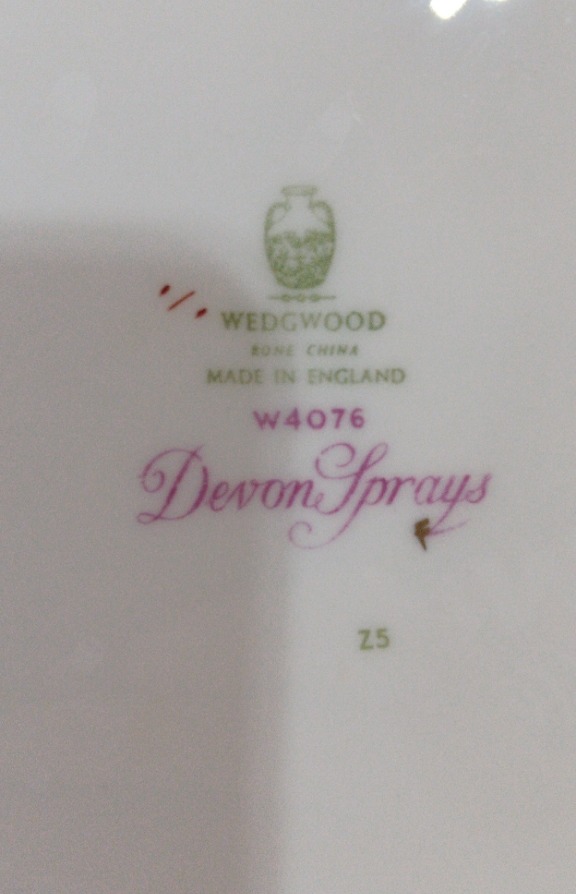 WEDGWOOD
BONE CHINA
MADE IN ENGLAND
W4076
Devon Sprays
Z5